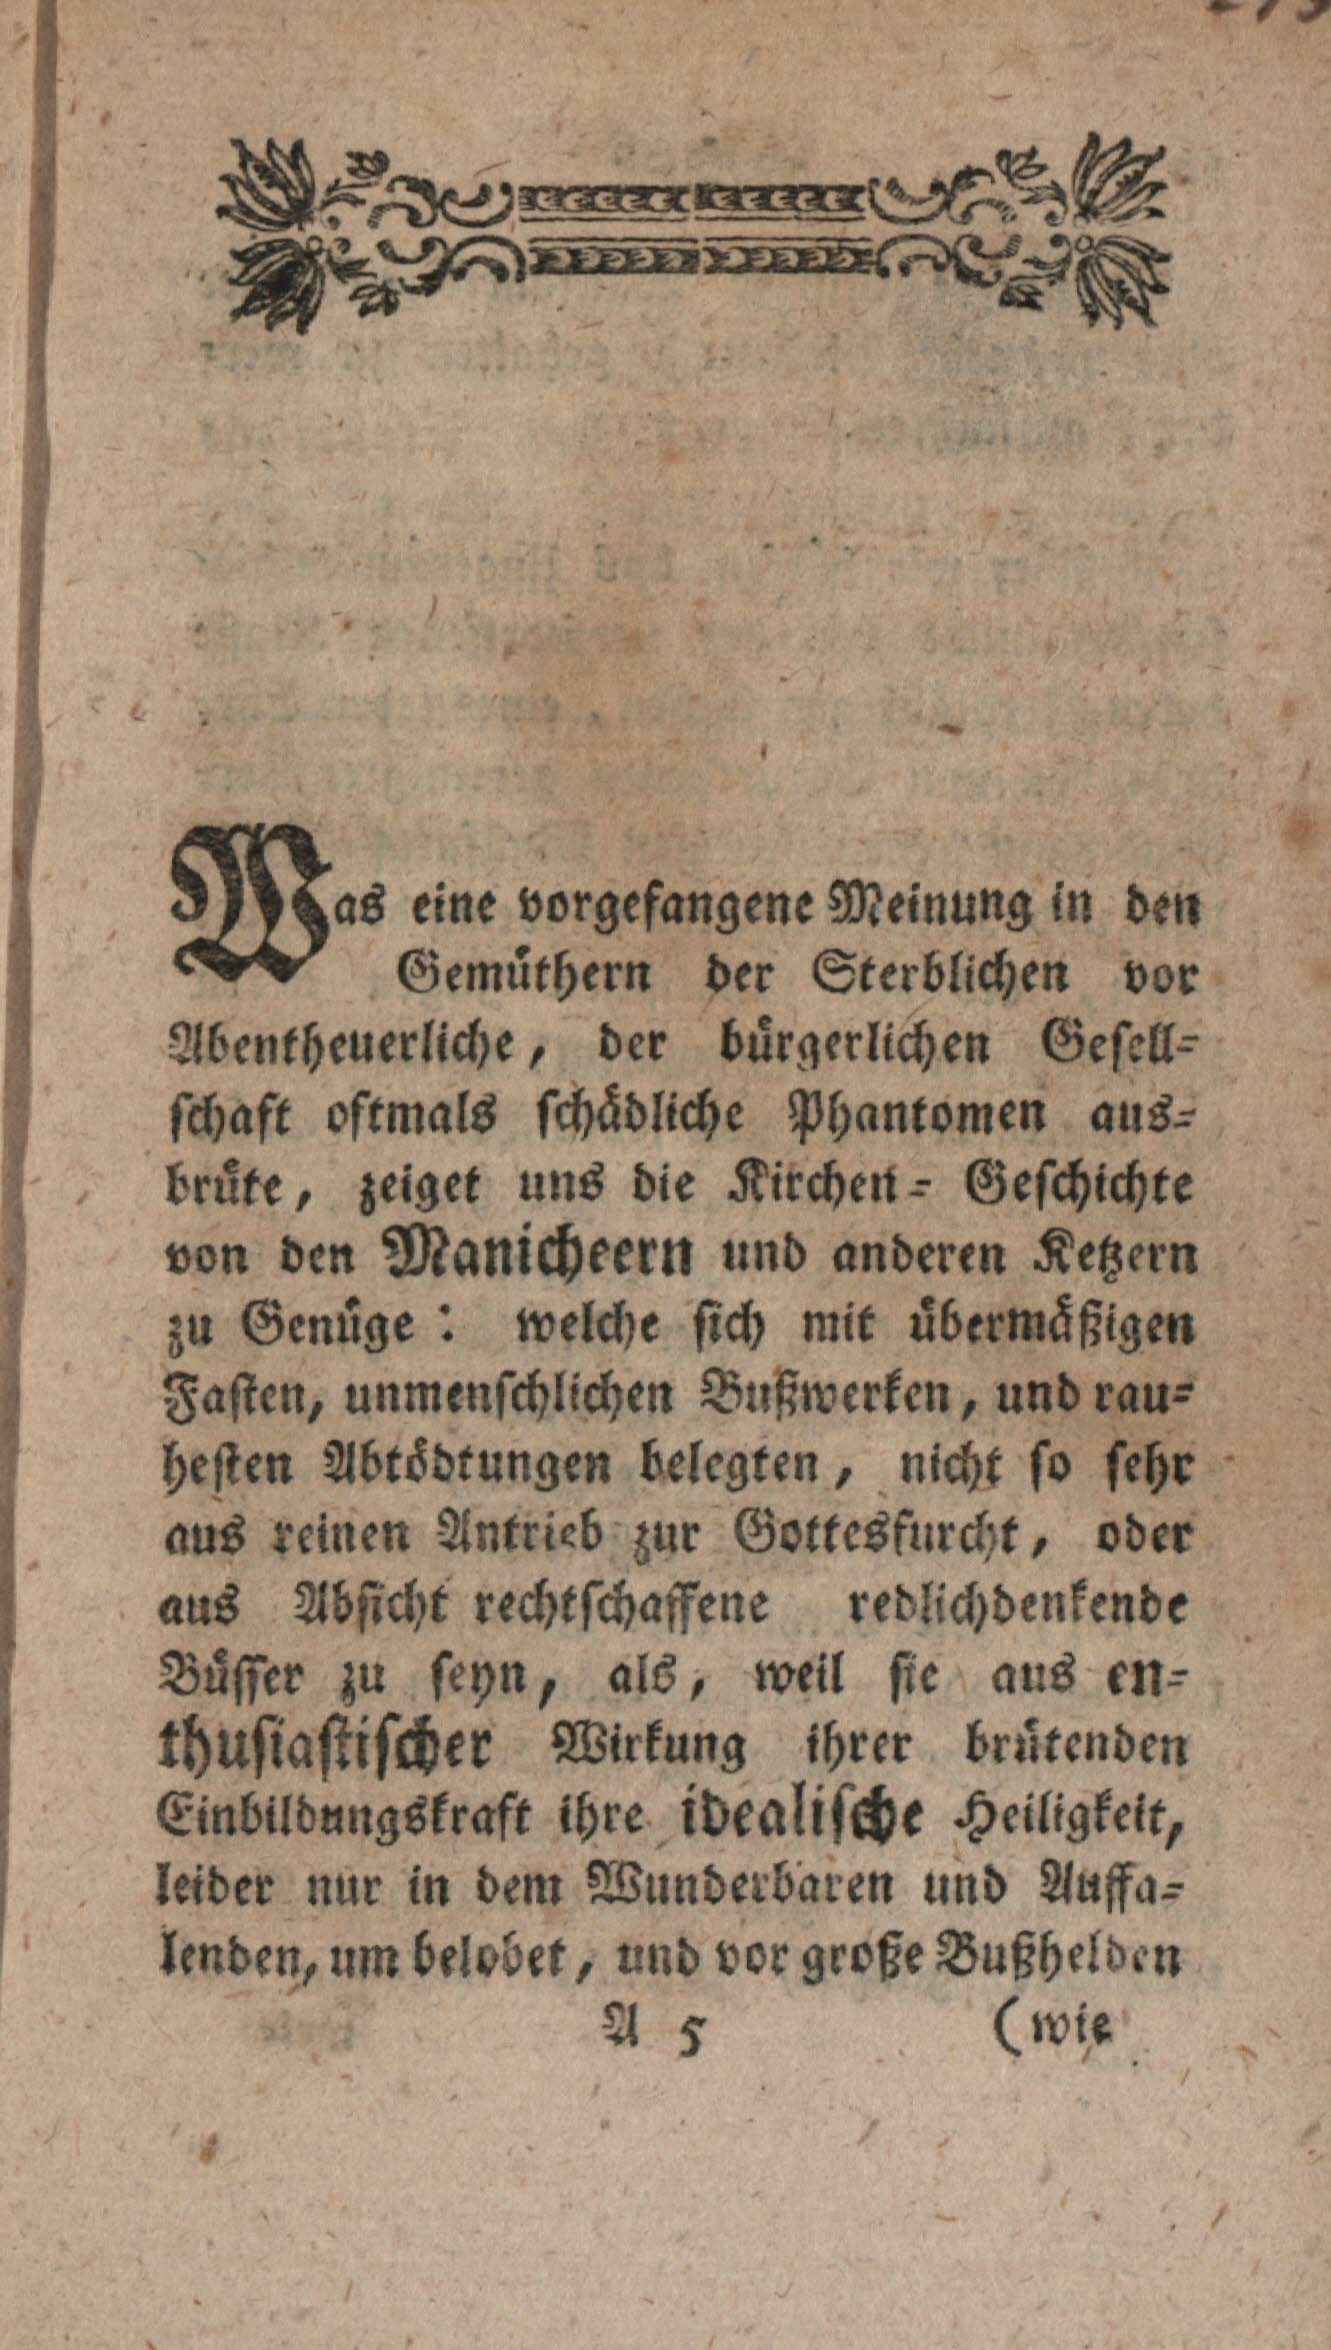 Was eine vorgefangene Meinung in den
Gemüthern der Sterblichen vor
Abentheuerliche, der bürgerlichen Gesell-
schaft oftmals schädliche Phantomen aus-
brüte, zeiget uns die Kirchen-Geschichte
von den Manicheern und anderen Ketzern
zu Genüge: welche sich mit übermäßigen
Fasten, unmenschlichen Bußwerken, und rau-
hesten Abtödtungen belegten, nicht so sehr
aus reinen Antrieb zur Gottesfurcht, oder
aus Absicht rechtschaffene redlichdenkende
Büsser zu seyn, als, weil sie aus en-
thusiastischer Wirkung ihrer brütenden
Einbildungskraft ihre idealische Heiligkeit,
leider nur in dem Wunderbaren und Auffa-
lenden, um belobet, und vor große Bußhelden
A 5 (wie